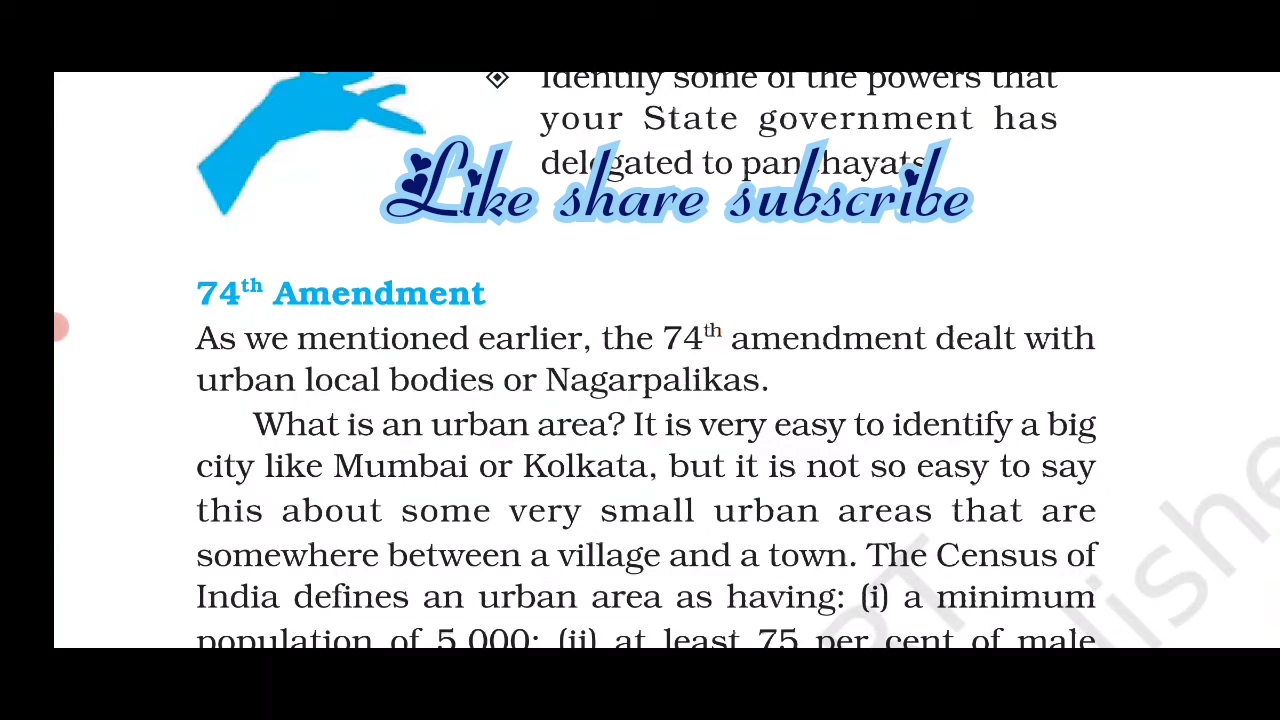 Identify some of the powers that
your State government has
delegated to panchayats
Like share subscribe
74th Amendment
As we mentioned earlier, the 74th amendment dealt with
urban local bodies or Nagarpalikas.
What is an urban area? It is very easy to identify a big
city like Mumbai or Kolkata, but it is not so easy to say
this about some very small urban areas that are
somewhere between a village and a town. The Census of
India defines an urban area as having: (i) a minimum
population of 5,000; (ii) at least 75 per cent of male